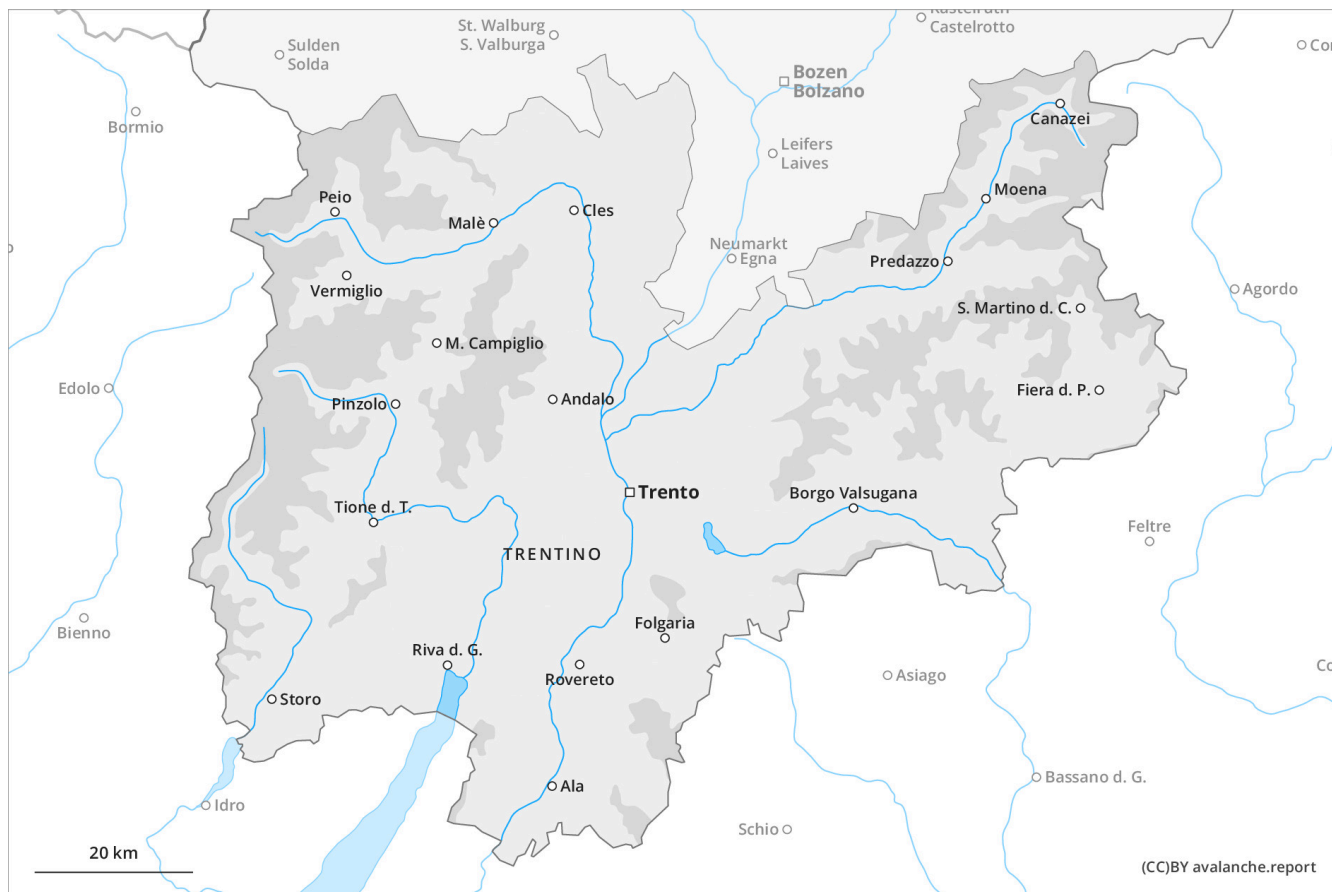 Kastelruth
Castelrotto
St. Walburg
S. Valburga
Sulden
Solda
Bozen
Bolzano
Bormio
Canazei
Leifers
Laives
Peio
Moena
Malè
Cles
Neumarkt
Egna
Predazzo
Vermiglio
Agordo
S. Martino d. C.
M. Campiglio
Edolo
Fiera d. P.
Pinzolo
Andalo
Trento
Borgo Valsugana
Tione d. T.
Feltre
TRENTINO
Bienno
Folgaria
Riva d. G.
Rovereto
Asiago
Storo
Bassano d. G.
Ala
Idro
Schio
20 km
(CC)BY avalanche.report